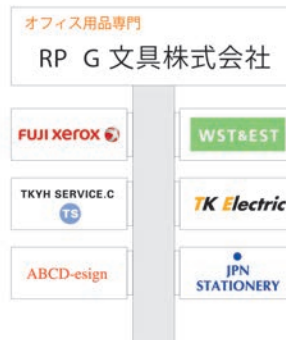 オフィス用品専門
RP G 文具株式会社
FUJI xerox
WST&EST
TKYH SERVICE.C
TS
TK Electric
ABCD-esign
JPN
STATIONERY